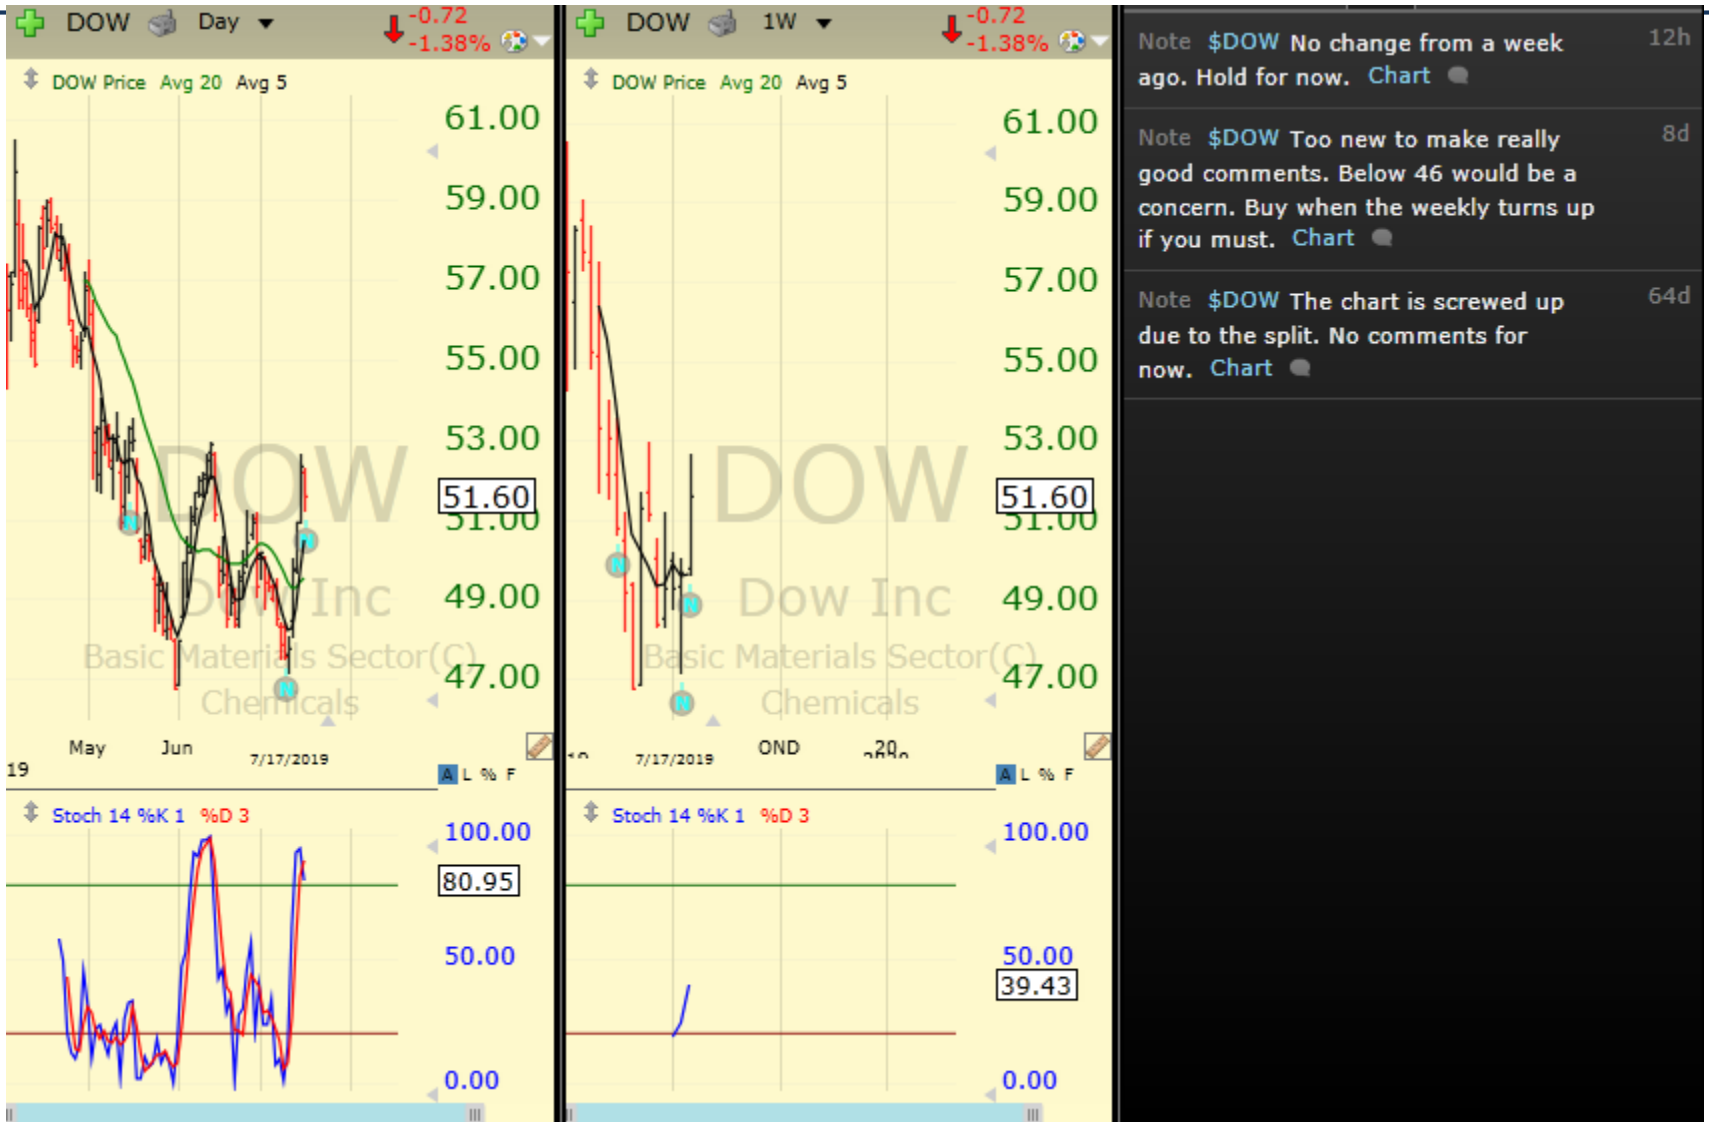 DOW Day
-0.72
-1.38%
DOW Price Avg 20 Avg 5
61.00
59.00
57.00
55.00
53.00
51.60
51.00
49.00
47.00
DOW
Dow Inc
Basic Materials Sector(C)
Chemicals
N
N
N
May Jun 7/17/2019
19
A L % F
Stoch 14 %K 1 %D 3
100.00
80.95
50.00
0.00
DOW 1W
-0.72
-1.38%
DOW Price Avg 20 Avg 5
61.00
59.00
57.00
55.00
53.00
51.60
51.00
49.00
47.00
DOW
Dow Inc
Basic Materials Sector(C)
Chemicals
N
N
N
7/17/2019 OND
A L % F
Stoch 14 %K 1 %D 3
100.00
50.00
39.43
0.00
Note $DOW No change from a week 12h
ago. Hold for now. Chart
Note $DOW Too new to make really 8d
good comments. Below 46 would be a
concern. Buy when the weekly turns up
if you must. Chart
Note $DOW The chart is screwed up 64d
due to the split. No comments for
now. Chart